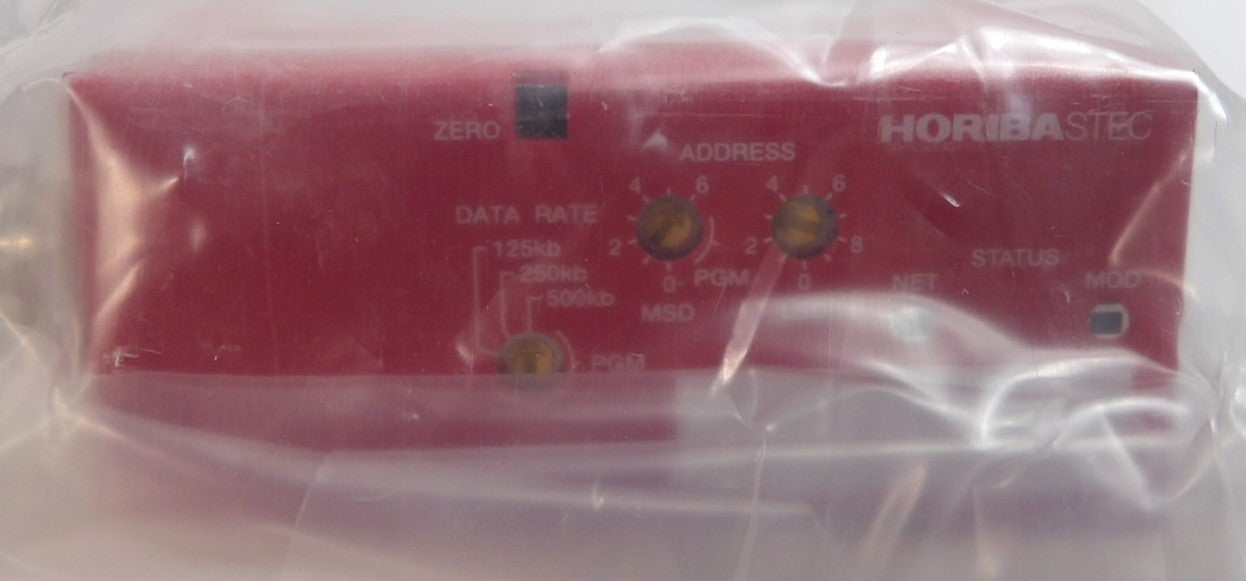 ZERO
HORIBASTEC
ADDRESS
4 6 4 6
DATA RATE
2 2 8
125kb
250kb
0 PGM 0
STATUS
NET MOD
500kb
MSD
PGM